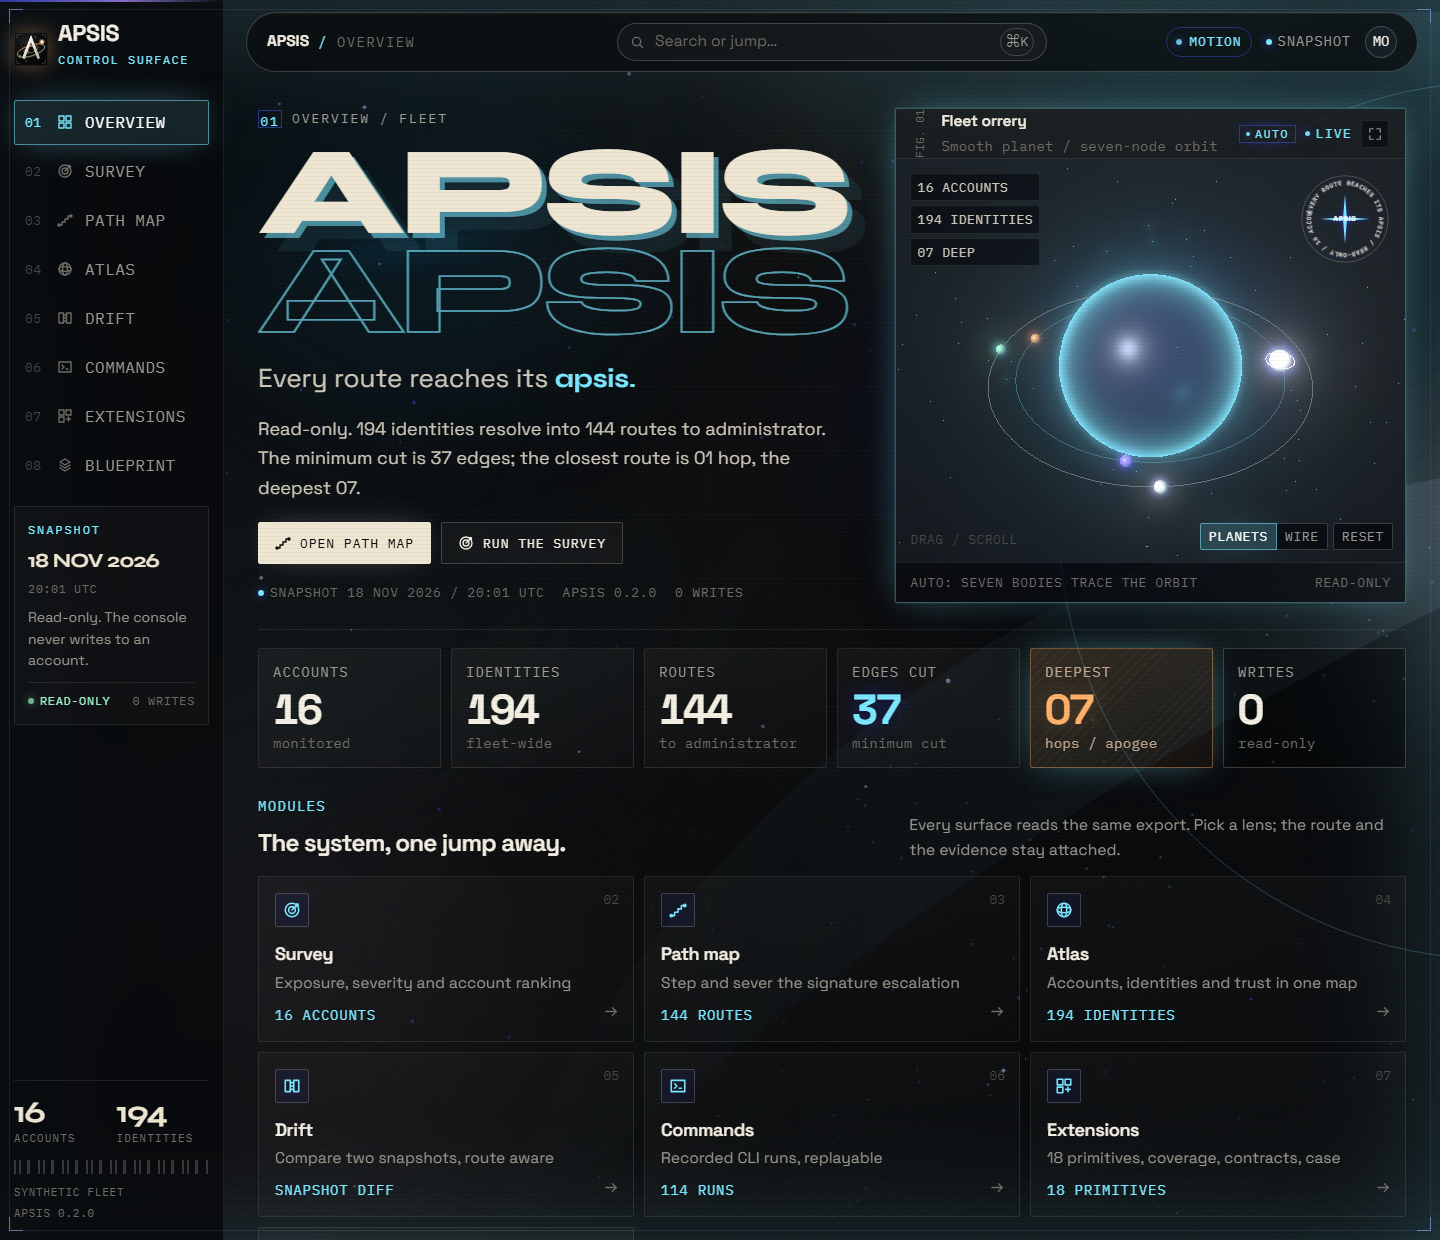 APSIS
CONTROL SURFACE
01 OVERVIEW
02 SURVEY
03 PATH MAP
04 ATLAS
05 DRIFT
06 COMMANDS
07 EXTENSIONS
08 BLUEPRINT
SNAPSHOT
18 NOV 2026
20:01 UTC
Read-only. The console
never writes to an
account.
READ-ONLY 0 WRITES
16 194
ACCOUNTS IDENTITIES
SYNTHETIC FLEET
APSIS 0.2.0
APSIS / OVERVIEW
Search or jump...
⌘K
MOTION
SNAPSHOT
MO
01 OVERVIEW / FLEET
APSIS
APSIS
Every route reaches its apsis.
Read-only. 194 identities resolve into 144 routes to administrator.
The minimum cut is 37 edges; the closest route is 01 hop, the
deepest 07.
OPEN PATH MAP
RUN THE SURVEY
SNAPSHOT 18 NOV 2026 / 20:01 UTC APSIS 0.2.0 0 WRITES
FIG. 01
Fleet orrery
Smooth planet / seven-node orbit
AUTO
LIVE
16 ACCOUNTS
194 IDENTITIES
07 DEEP
EVERY ROUTE REACHES ITS APSIS / READ-ONLY / 16 ACCOU
APSIS
DRAG / SCROLL
PLANETS WIRE RESET
AUTO: SEVEN BODIES TRACE THE ORBIT READ-ONLY
ACCOUNTS
16
monitored
IDENTITIES
194
fleet-wide
ROUTES
144
to administrator
EDGES CUT
37
minimum cut
DEEPEST
07
hops / apogee
WRITES
0
read-only
MODULES
The system, one jump away.
Every surface reads the same export. Pick a lens; the route and
the evidence stay attached.
02
Survey
Exposure, severity and account ranking
16 ACCOUNTS →
03
Path map
Step and sever the signature escalation
144 ROUTES →
04
Atlas
Accounts, identities and trust in one map
194 IDENTITIES →
05
Drift
Compare two snapshots, route aware
SNAPSHOT DIFF →
06
Commands
Recorded CLI runs, replayable
114 RUNS →
07
Extensions
18 primitives, coverage, contracts, case
18 PRIMITIVES →